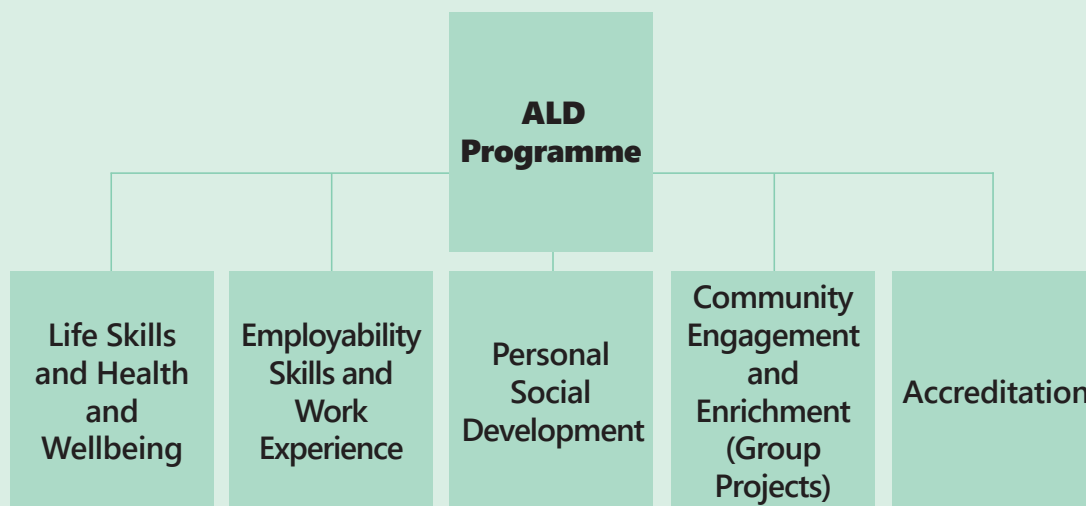 ALD
Programme
Life Skills
and Health
and
Wellbeing
Employability
Skills and
Work
Experience
Personal
Social
Development
Community
Engagement
and
Enrichment
(Group
Projects)
Accreditation